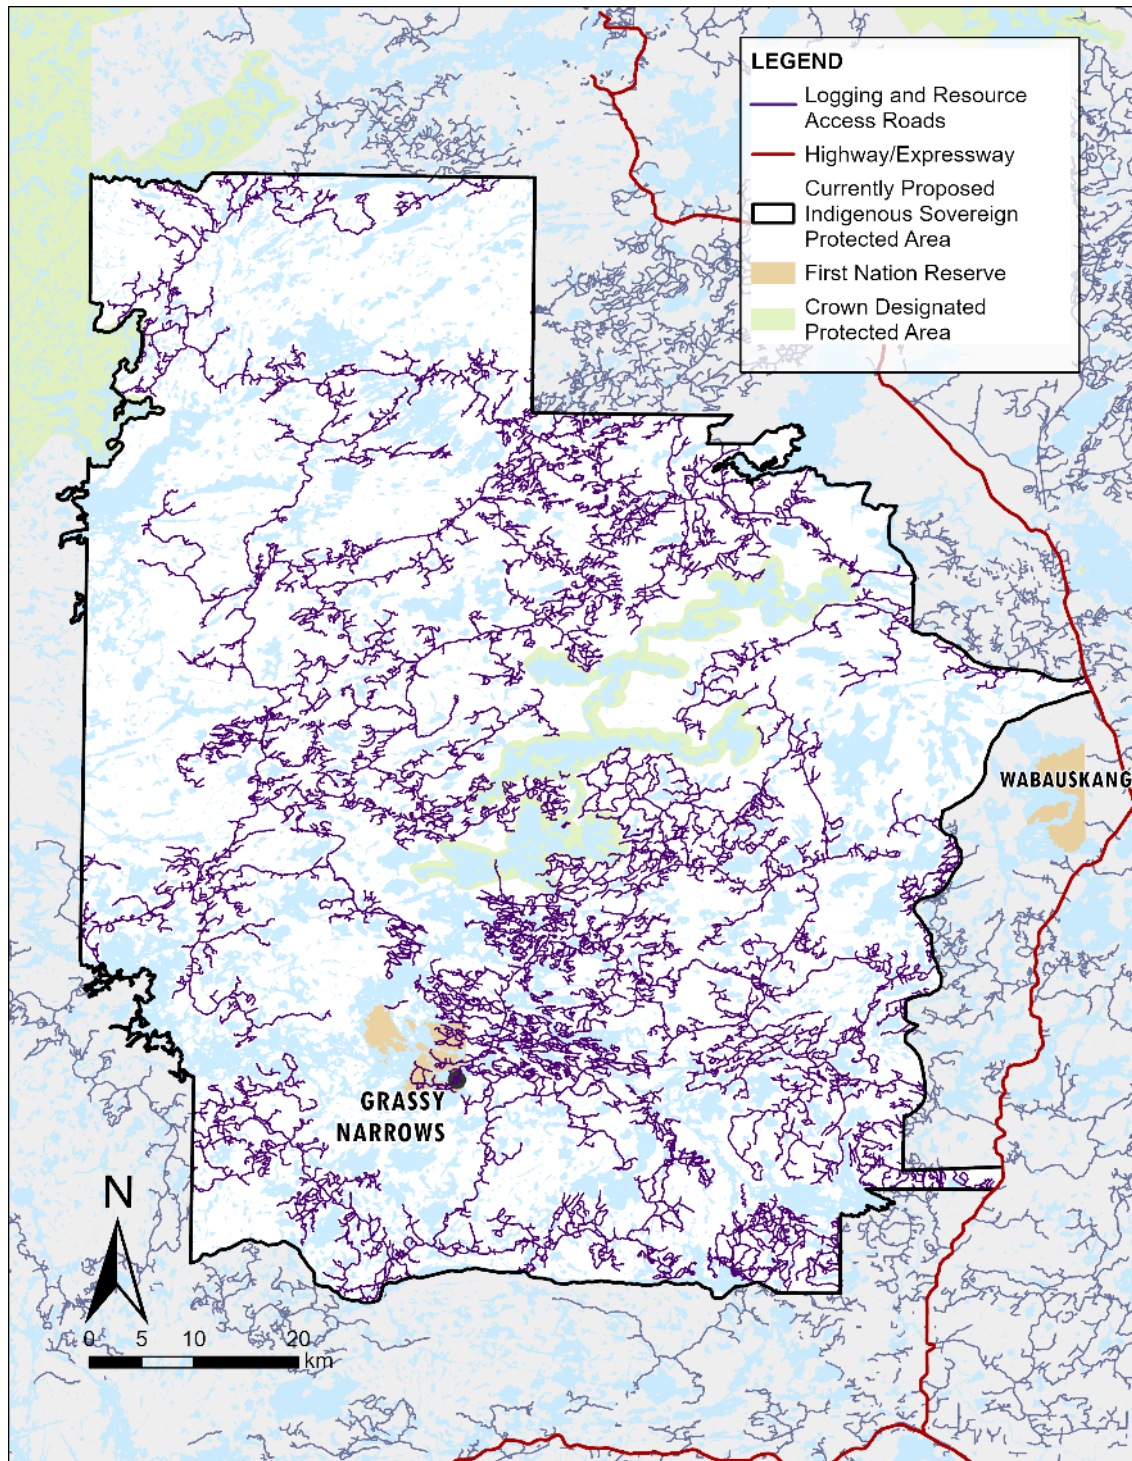 LEGEND
Logging and Resource
Access Roads
Highway/Expressway
Currently Proposed
Indigenous Sovereign
Protected Area
First Nation Reserve
Crown Designated
Protected Area
WABAUSKANG
GRASSY
NARROWS
N
0 5 10 20
km